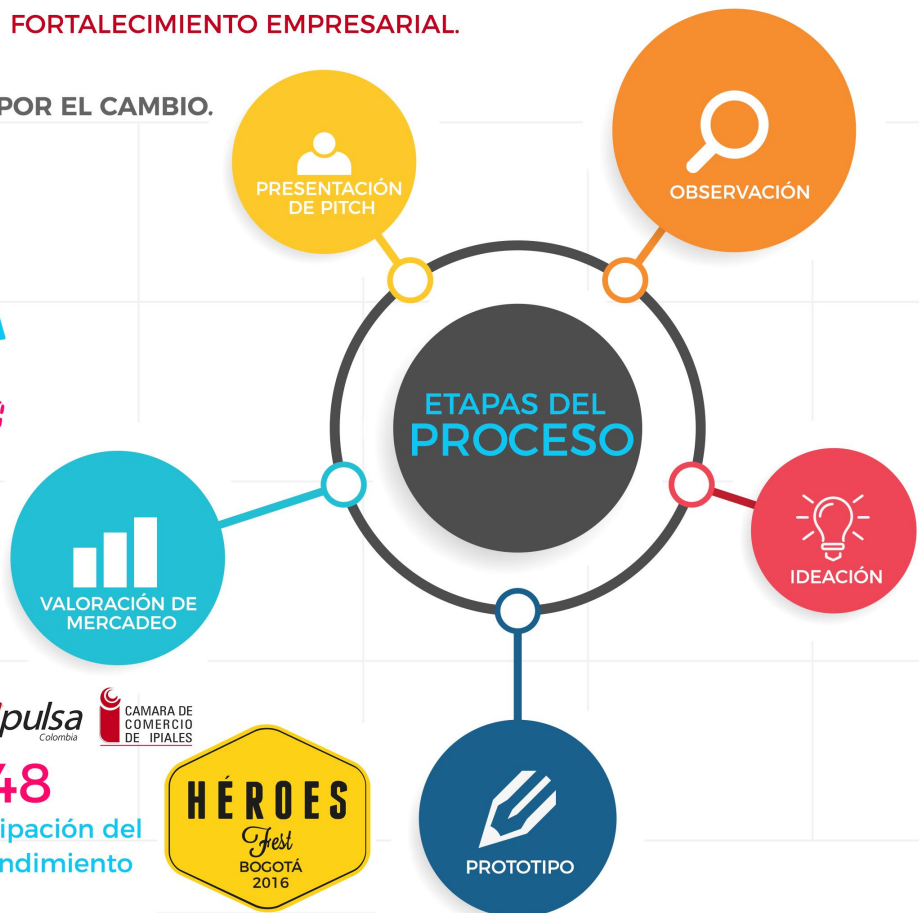 FORTALECIMIENTO EMPRESARIAL.
POR EL CAMBIO.
PRESENTACIÓN
DE PITCH
OBSERVACIÓN
ETAPAS DEL
PROCESO
IDEACIÓN
VALORACIÓN DE
MERCADEO
PROTOTIPO
pulsa
Colombia
CAMARA DE
COMERCIO
DE IPIALES
48
ipación del
ndimiento
HÉROES
Fest
BOGOTÁ
2016